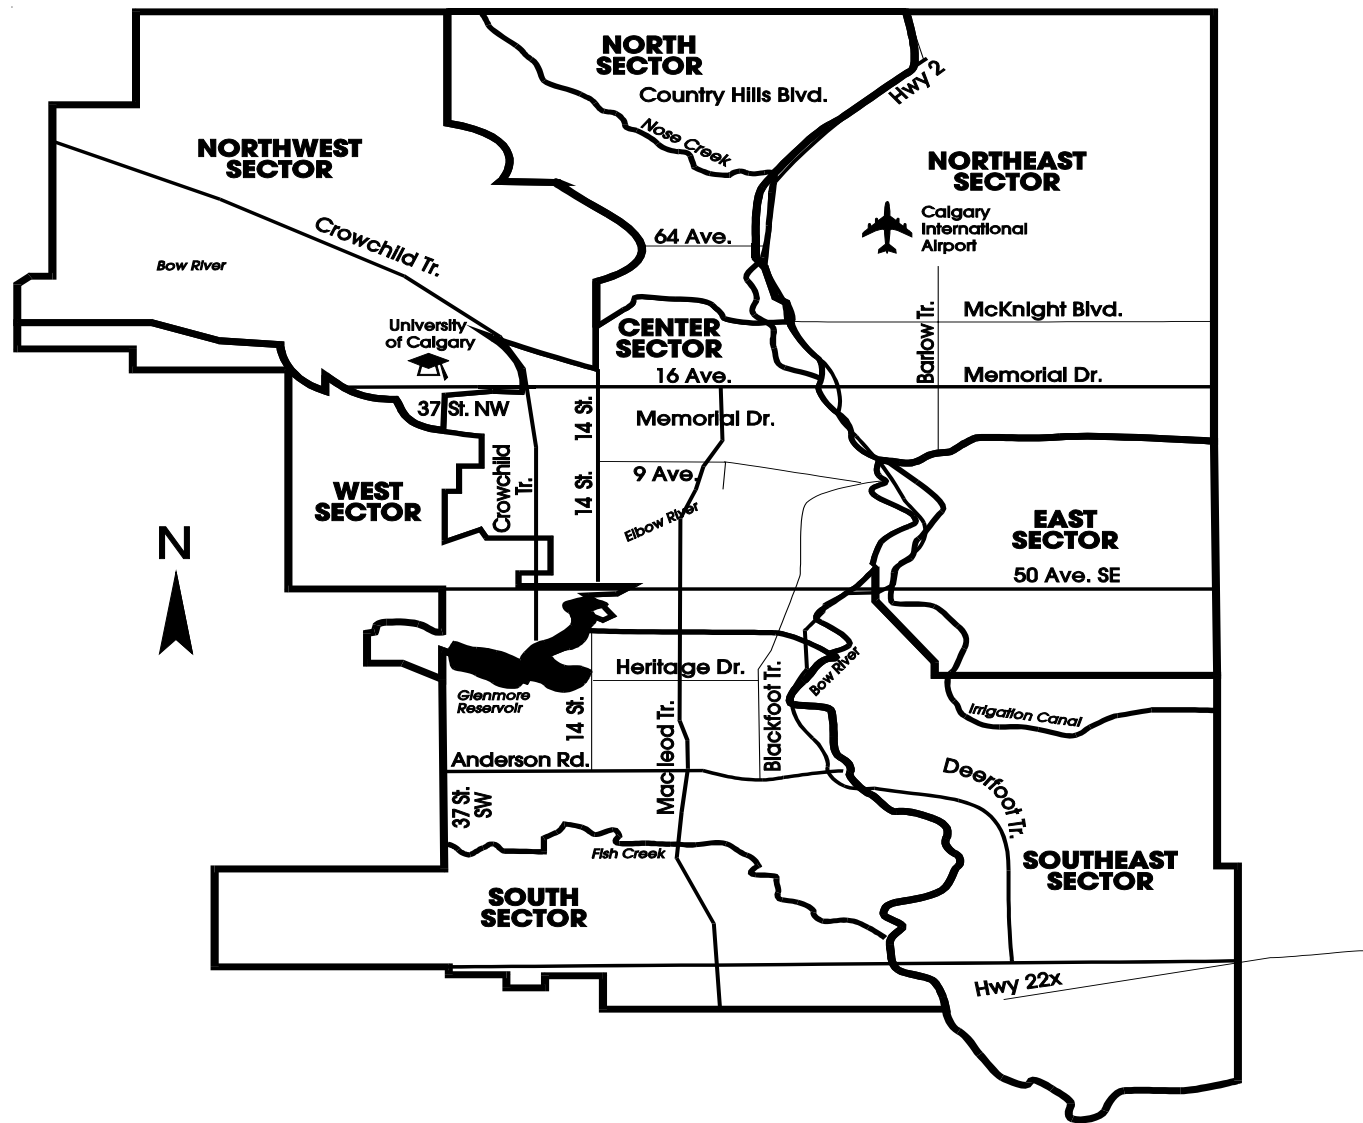 NORTH
SECTOR
Country Hills Blvd.
Hwy 2
Nose Creek
NORTHWEST
SECTOR
NORTHEAST
SECTOR
Calgary
International
Airport
Crowchild Tr.
64 Ave.
Bow River
Barlow Tr.
McKnight Blvd.
University
of Calgary
CENTER
SECTOR
16 Ave.
Memorial Dr.
37 St. NW
14 St.
Memorial Dr.
Crowchild
Tr.
14 St.
9 Ave.
WEST
SECTOR
Elbow River
EAST
SECTOR
N
50 Ave. SE
Heritage Dr.
Bow River
Glenmore
Reservoir
14 St.
Macleod Tr.
Blackfoot Tr.
Irrigation Canal
Anderson Rd.
Deerfoot Tr.
37 St.
SW
Fish Creek
SOUTHEAST
SECTOR
SOUTH
SECTOR
Hwy 22x